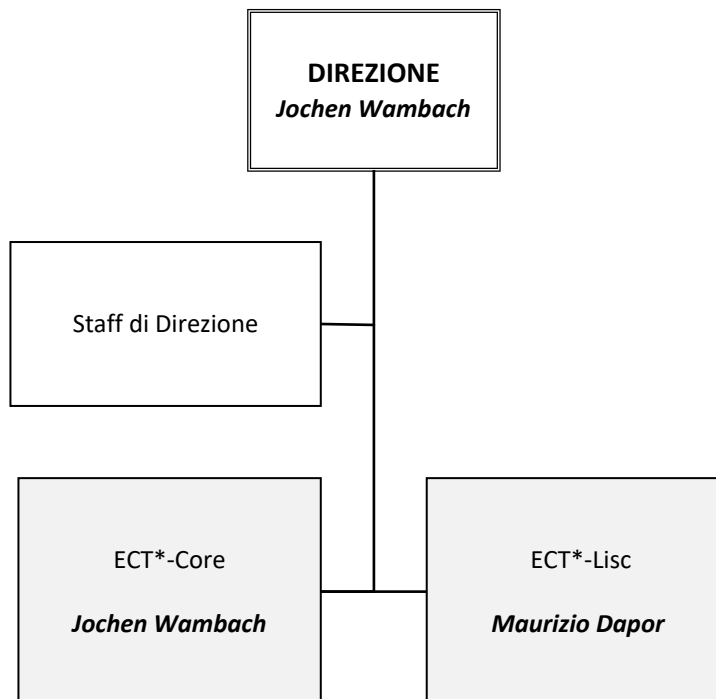 DIREZIONE
Jochen Wambach
Staff di Direzione
ECT*-Core
Jochen Wambach
ECT*-Lisc
Maurizio Dapor